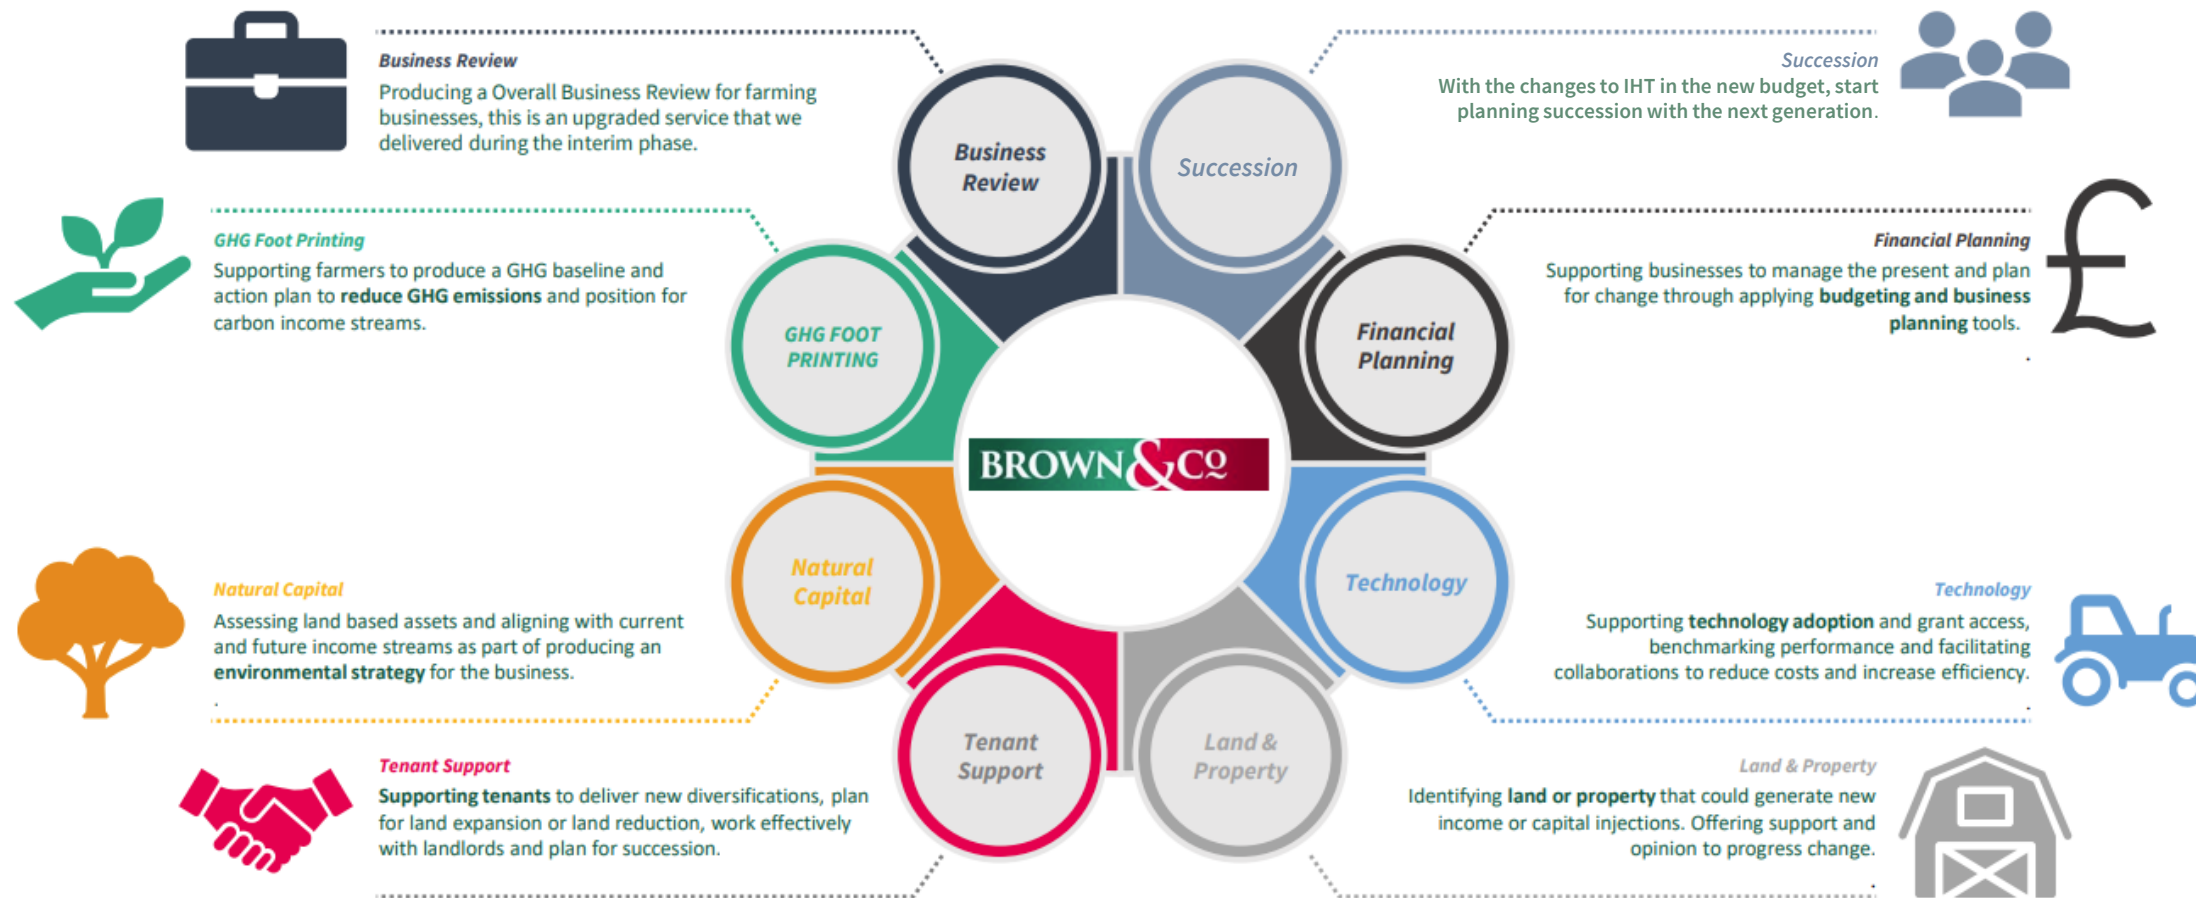 Business Review
Producing a Overall Business Review for farming
businesses, this is an upgraded service that we
delivered during the interim phase.
Succession
With the changes to IHT in the new budget, start
planning succession with the next generation.
GHG Foot Printing
Supporting farmers to produce a GHG baseline and
action plan to reduce GHG emissions and position for
carbon income streams.
Financial Planning
Supporting businesses to manage the present and plan
for change through applying budgeting and business
planning tools.
.
Business
Review
Succession
GHG FOOT
PRINTING
Financial
Planning
BROWN&CO
Natural
Capital
Technology
Tenant
Support
Land &
Property
Natural Capital
Assessing land based assets and aligning with current
and future income streams as part of producing an
environmental strategy for the business.
.
Technology
Supporting technology adoption and grant access,
benchmarking performance and facilitating
collaborations to reduce costs and increase efficiency.
.
Tenant Support
Supporting tenants to deliver new diversifications, plan
for land expansion or land reduction, work effectively
with landlords and plan for succession.
Land & Property
Identifying land or property that could generate new
income or capital injections. Offering support and
opinion to progress change.
.